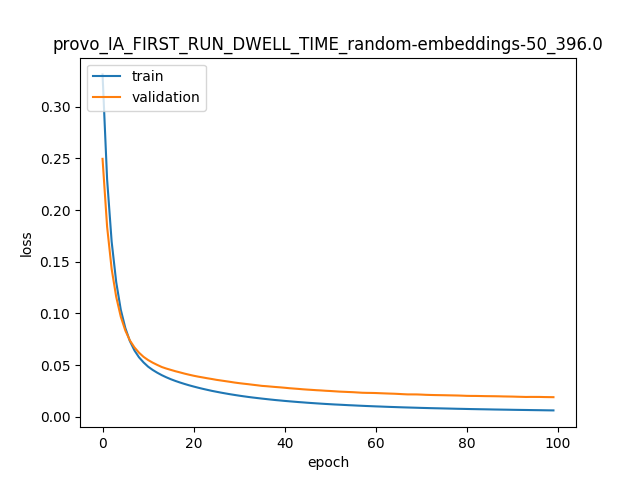 provo_IA_FIRST_RUN_DWELL_TIME_random-embeddings-50_396.0
train
validation
0.30
0.25
0.20
0.15
0.10
0.05
0.00
loss
0 20 40 60 80 100
epoch